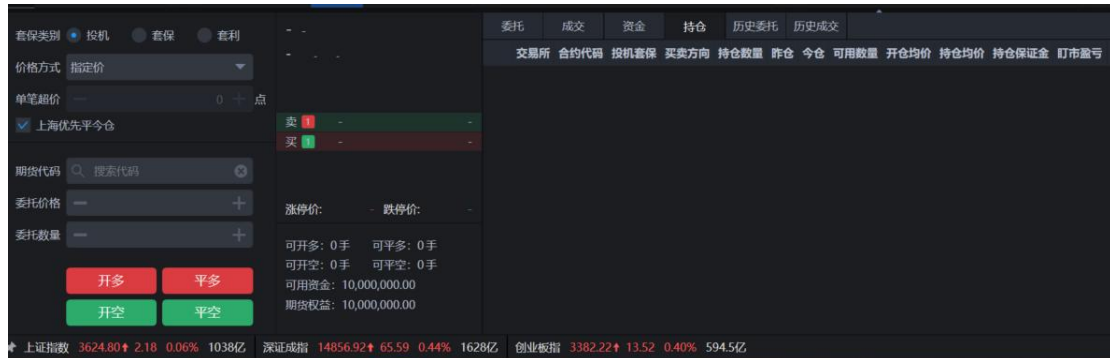 套保类别 投机 套保 套利
价格方式 指定价
单笔超价 0 点
上海优先平今仓
期货代码 搜索代码
委托价格
委托数量
开多 平多
开空 平空
- -
- - -
卖 1 - -
买 1 - -
涨停价: - 跌停价: -
可开多: 0手 可平多: 0手
可开空: 0手 可平空: 0手
可用资金: 10,000,000.00
期货权益: 10,000,000.00
委托 成交 资金 持仓 历史委托 历史成交
交易所 合约代码 投机套保 买卖方向 持仓数量 昨仓 今仓 可用数量 开仓均价 持仓均价 持仓保证金 盯市盈亏
上证指数 3624.80↑ 2.18 0.06% 1038亿 深证成指 14856.92↑ 65.59 0.44% 1628亿 创业板指 3382.22↑ 13.52 0.40% 594.5亿